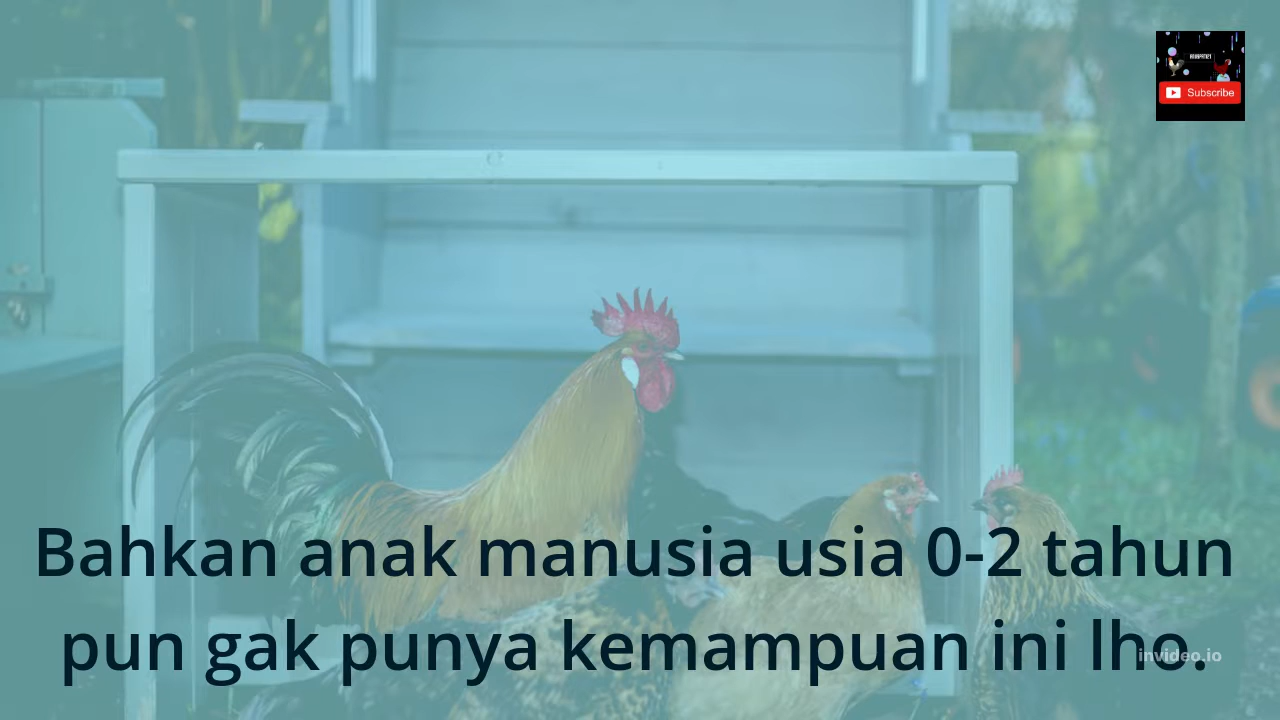 Subscribe
Bahkan anak manusia usia 0-2 tahun
pun gak punya kemampuan ini lho.
invideo.io